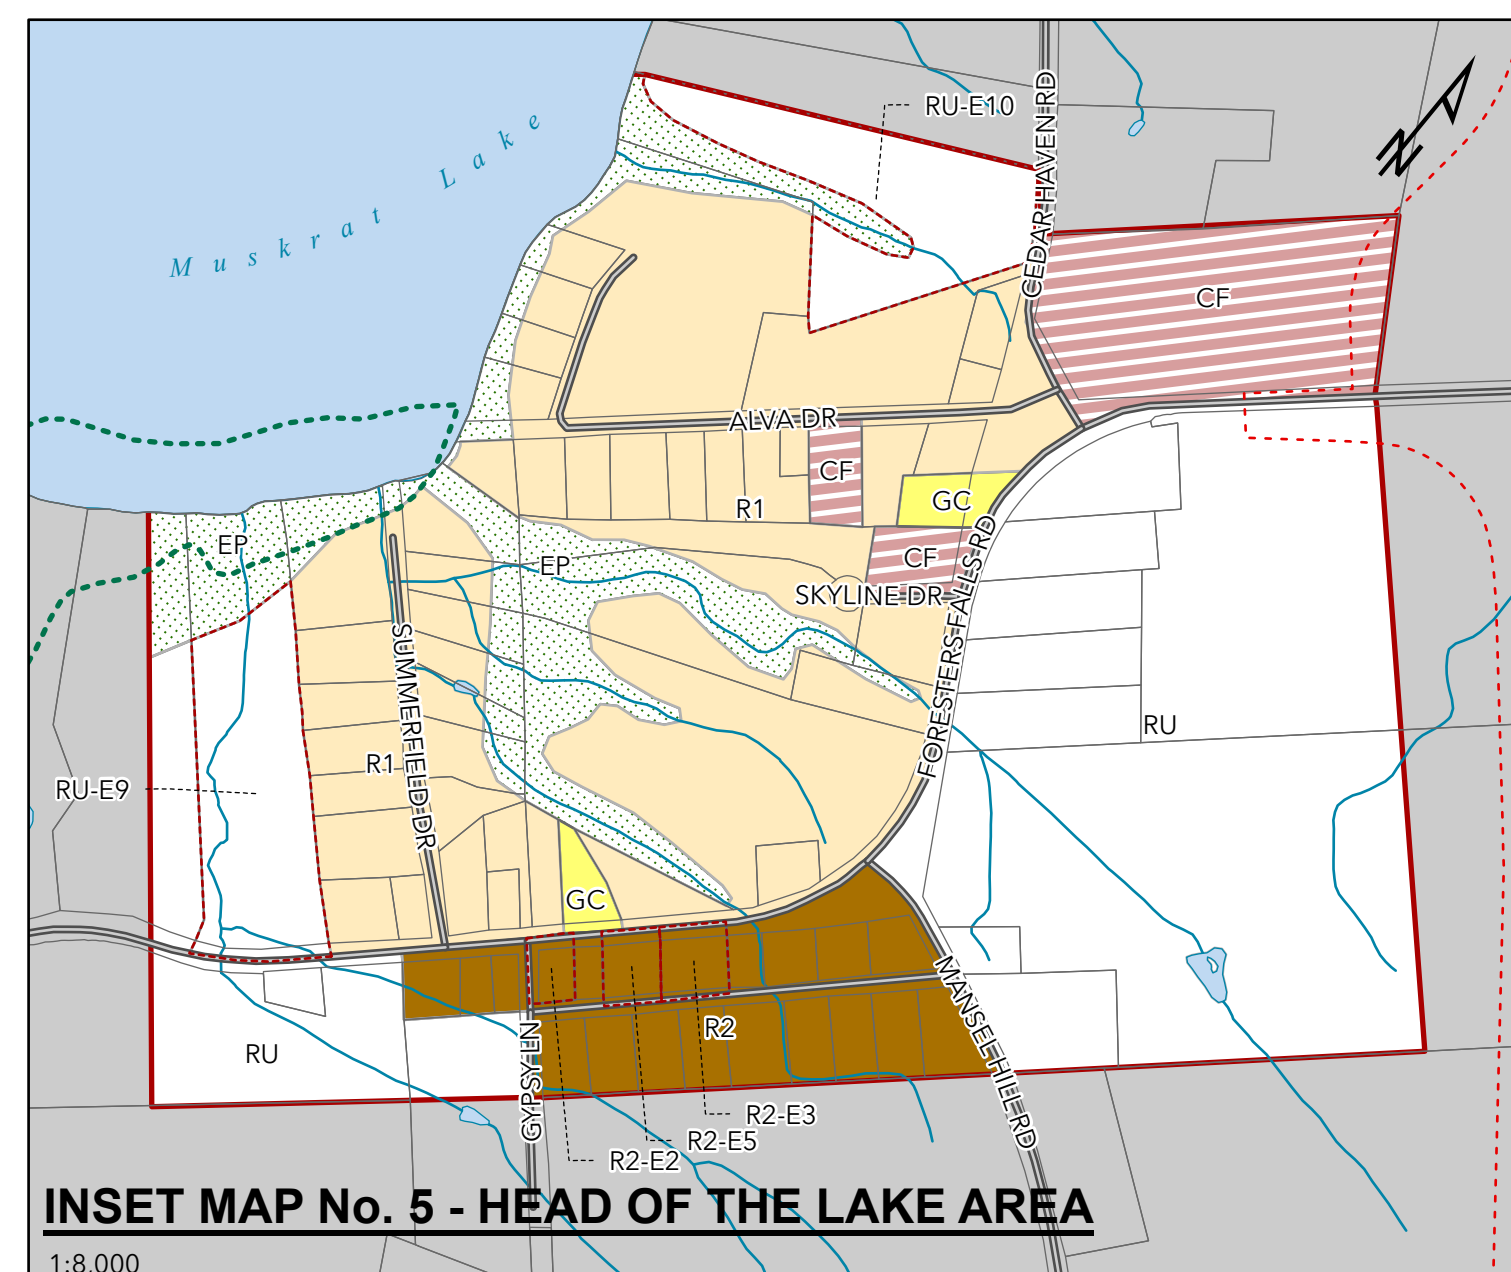 RU-E10
CEDAR HAVEN RD
N
Muskrat Lake
CF
ALVA DR
CF
GC
R1
EP
EP
CF
SKYLINE DR
FORESTERS FALLS RD
SUMMERFIELD DR
RU
R1
RU-E9
GC
MANSEL HILL RD
R2
GYPSY LN
RU
R2-E3
R2-E5
R2-E2
INSET MAP No. 5 - HEAD OF THE LAKE AREA
1:8,000